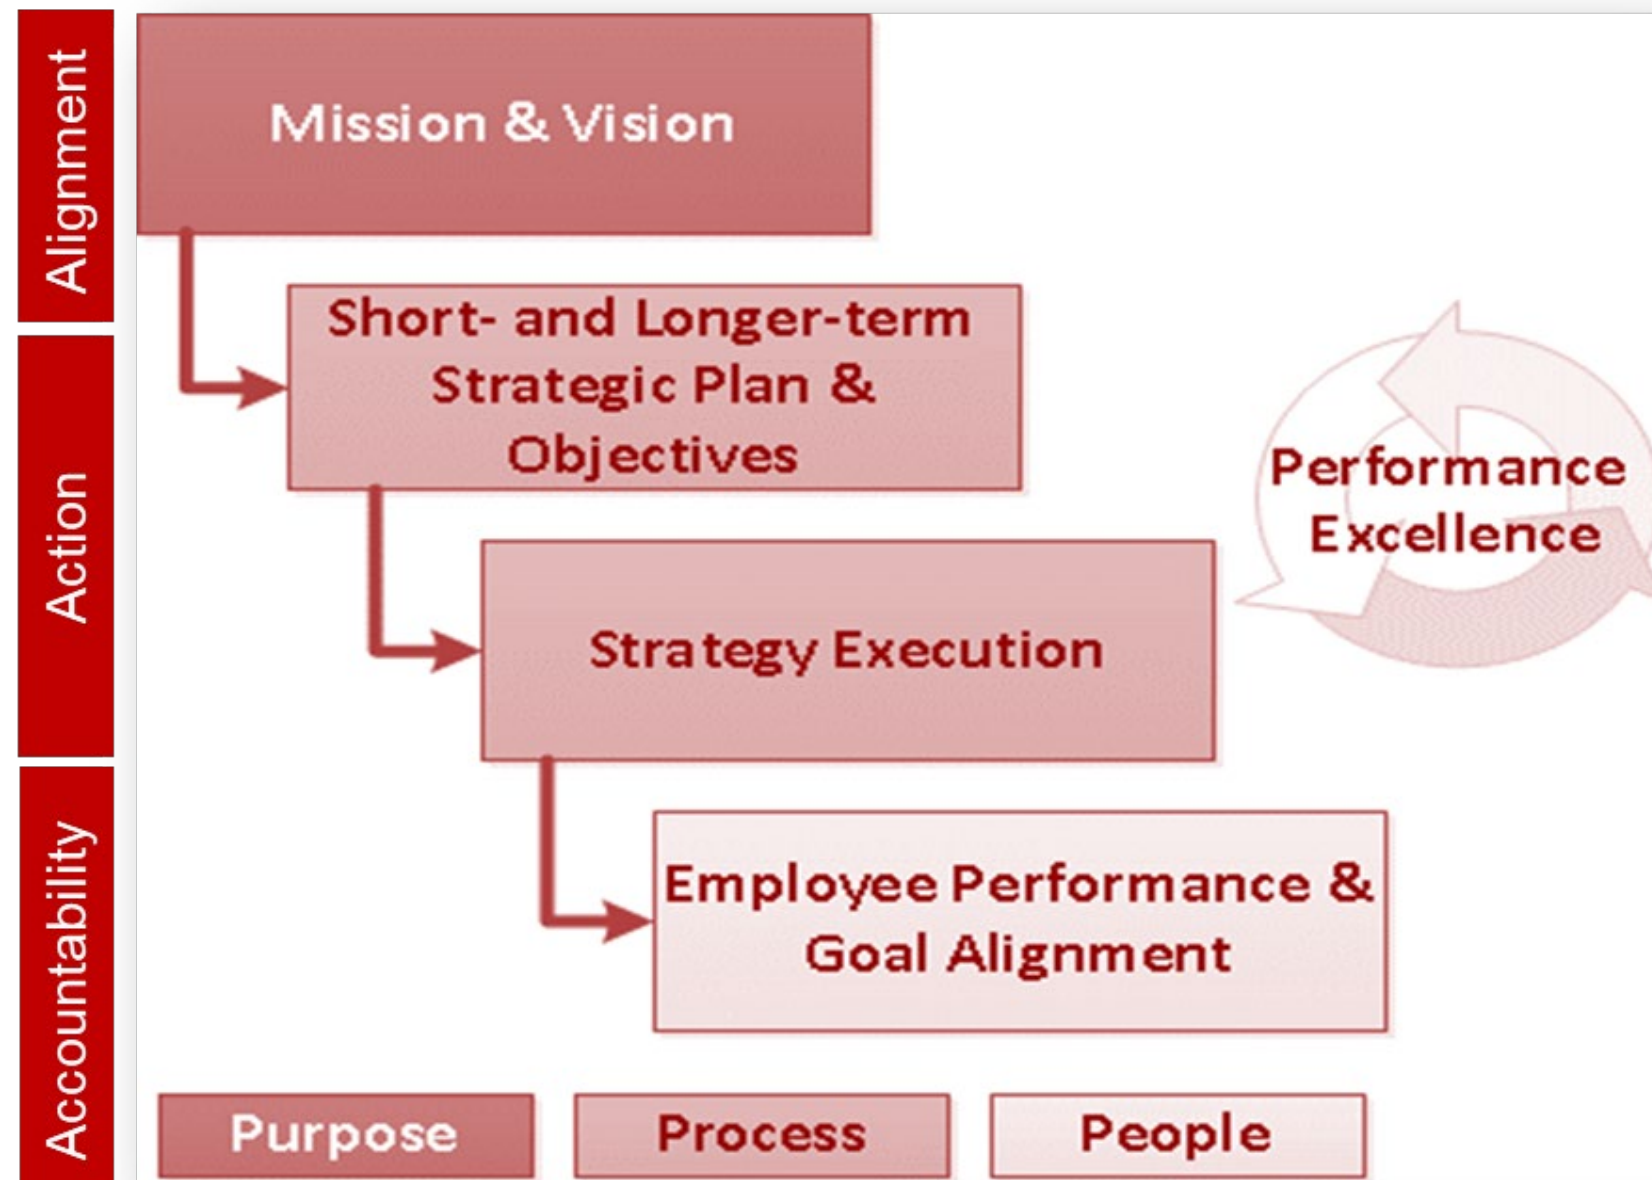 Alignment
Action
Accountability
Mission & Vision
Short- and Longer-term
Strategic Plan &
Objectives
Strategy Execution
Employee Performance &
Goal Alignment
Performance
Excellence
Purpose
Process
People